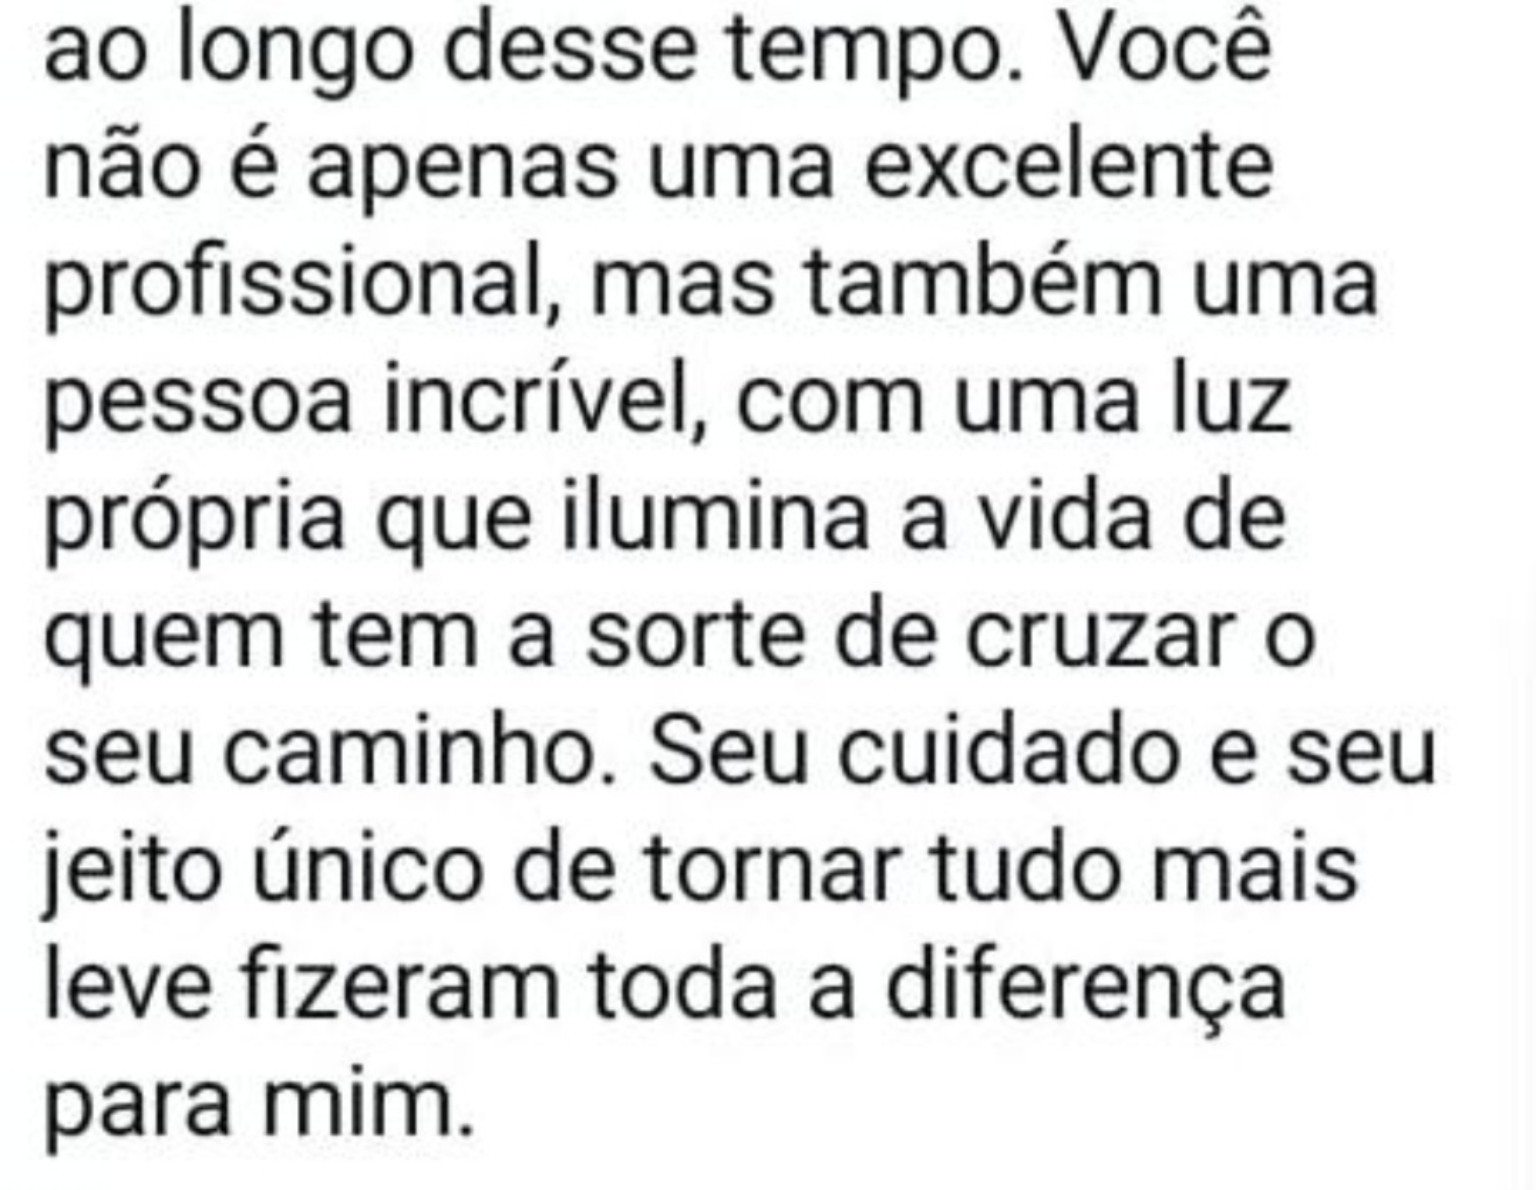 ao longo desse tempo. Você
não é apenas uma excelente
profissional, mas também uma
pessoa incrível, com uma luz
própria que ilumina a vida de
quem tem a sorte de cruzar o
seu caminho. Seu cuidado e seu
jeito único de tornar tudo mais
leve fizeram toda a diferença
para mim.